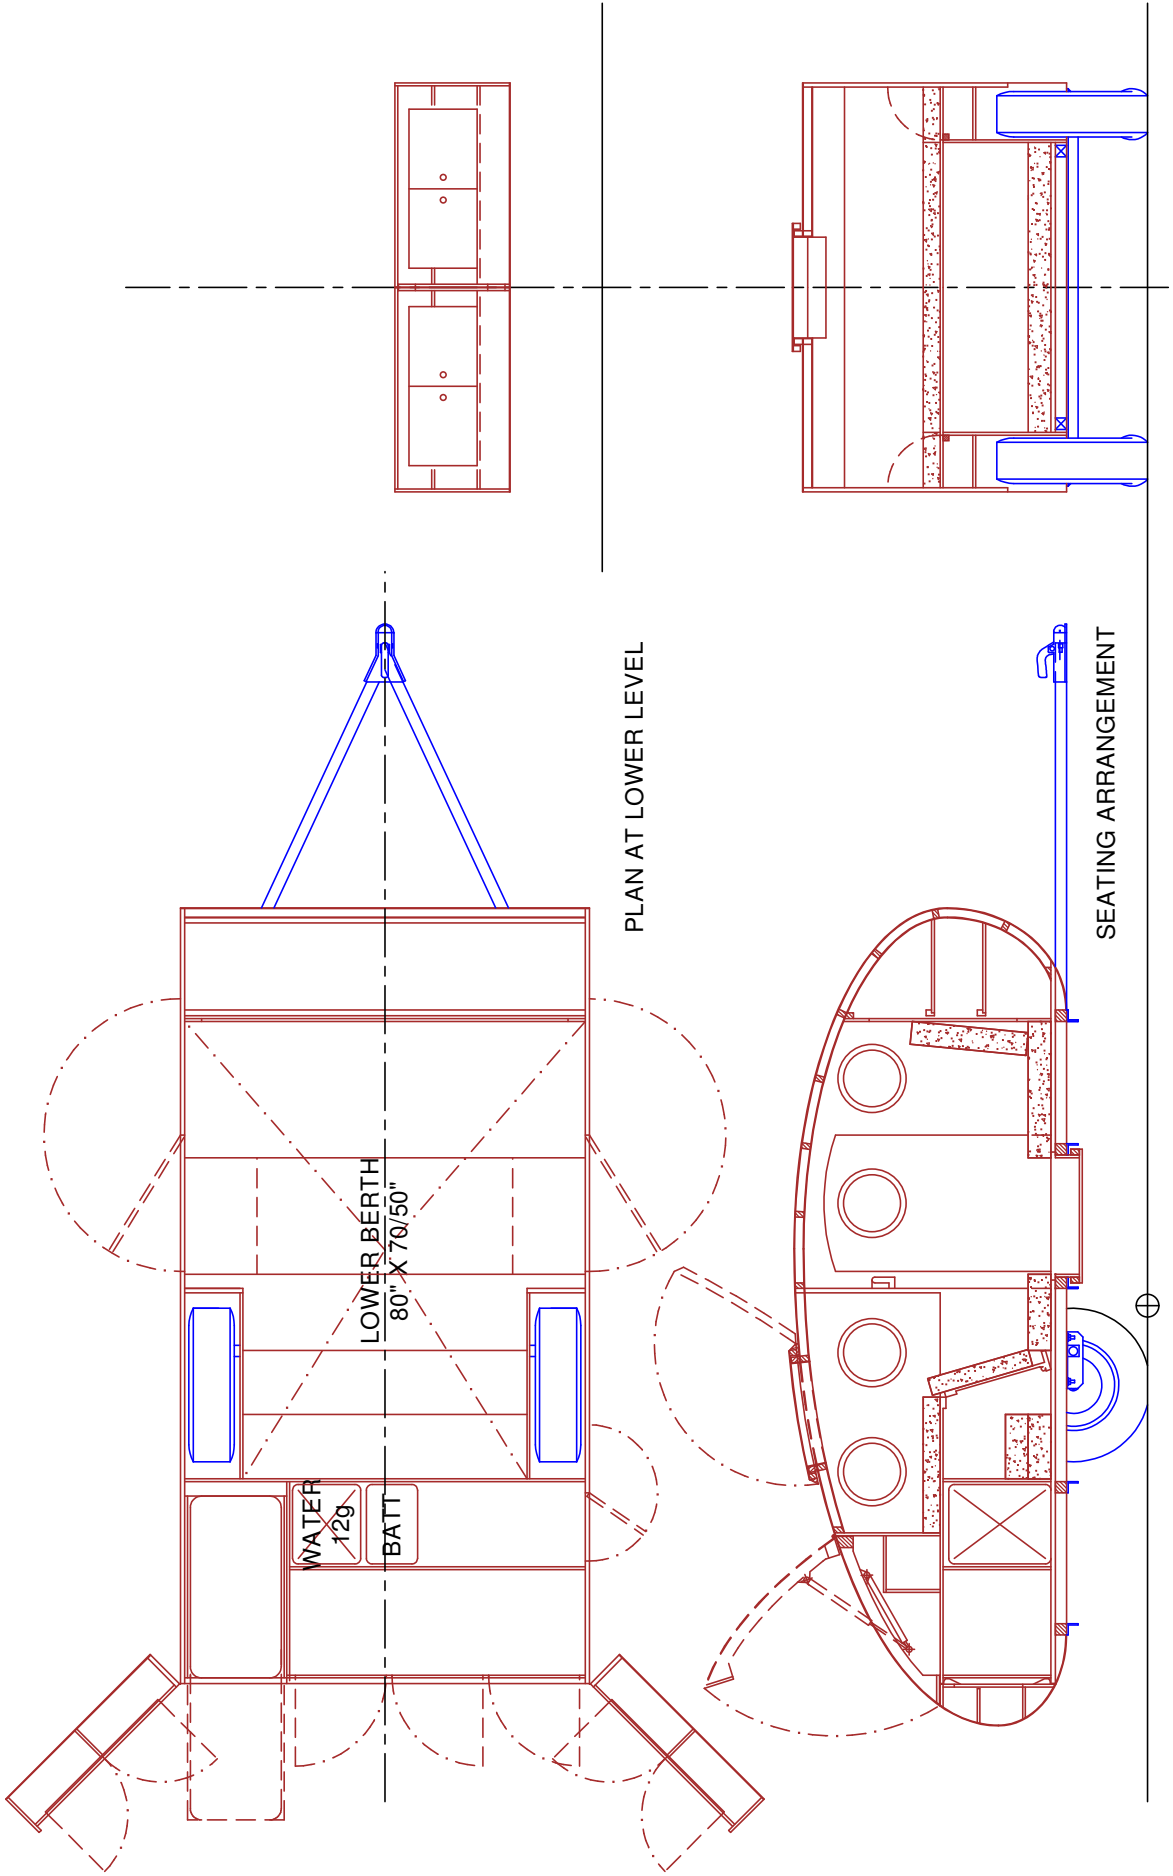 PLAN AT LOWER LEVEL
LOWER BERTH
80" X 70/50"
WATER
12g
BATT
SEATING ARRANGEMENT